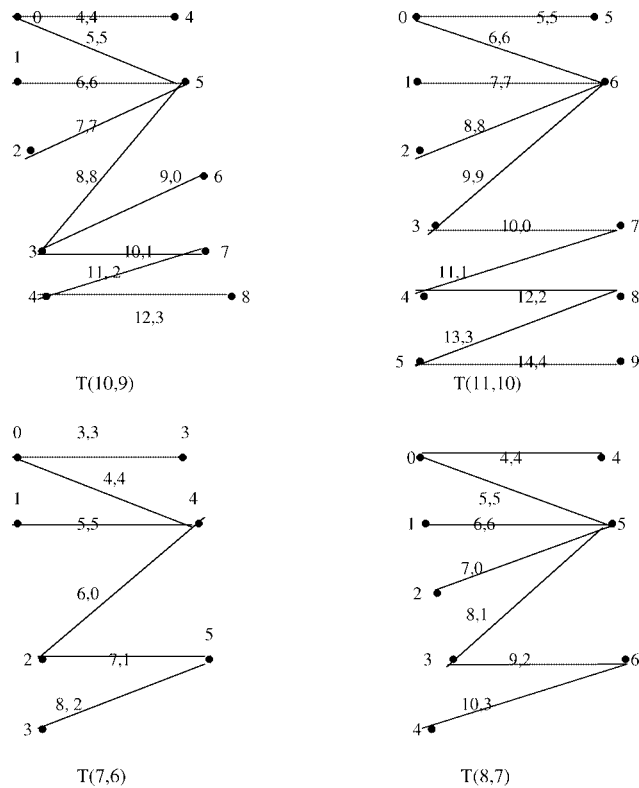 0 4,4 4
5,5
1
6,6 5
7,7
2
8,8 9,0 6
3 10,1 7
11,2
4 8
12,3
T(10,9)
0 5,5 5
6,6
1 7,7 6
8,8
2
9,9
3 10,0 7
11,1
4 12,2 8
13,3
5 14,4 9
T(11,10)
0 3,3 3
4,4
1 4
5,5
6,0
5
2 7,1
8, 2
3
T(7,6)
0 4,4 4
5,5
1 6,6 5
7,0
2
8,1
3 9,2 6
10,3
4
T(8,7)